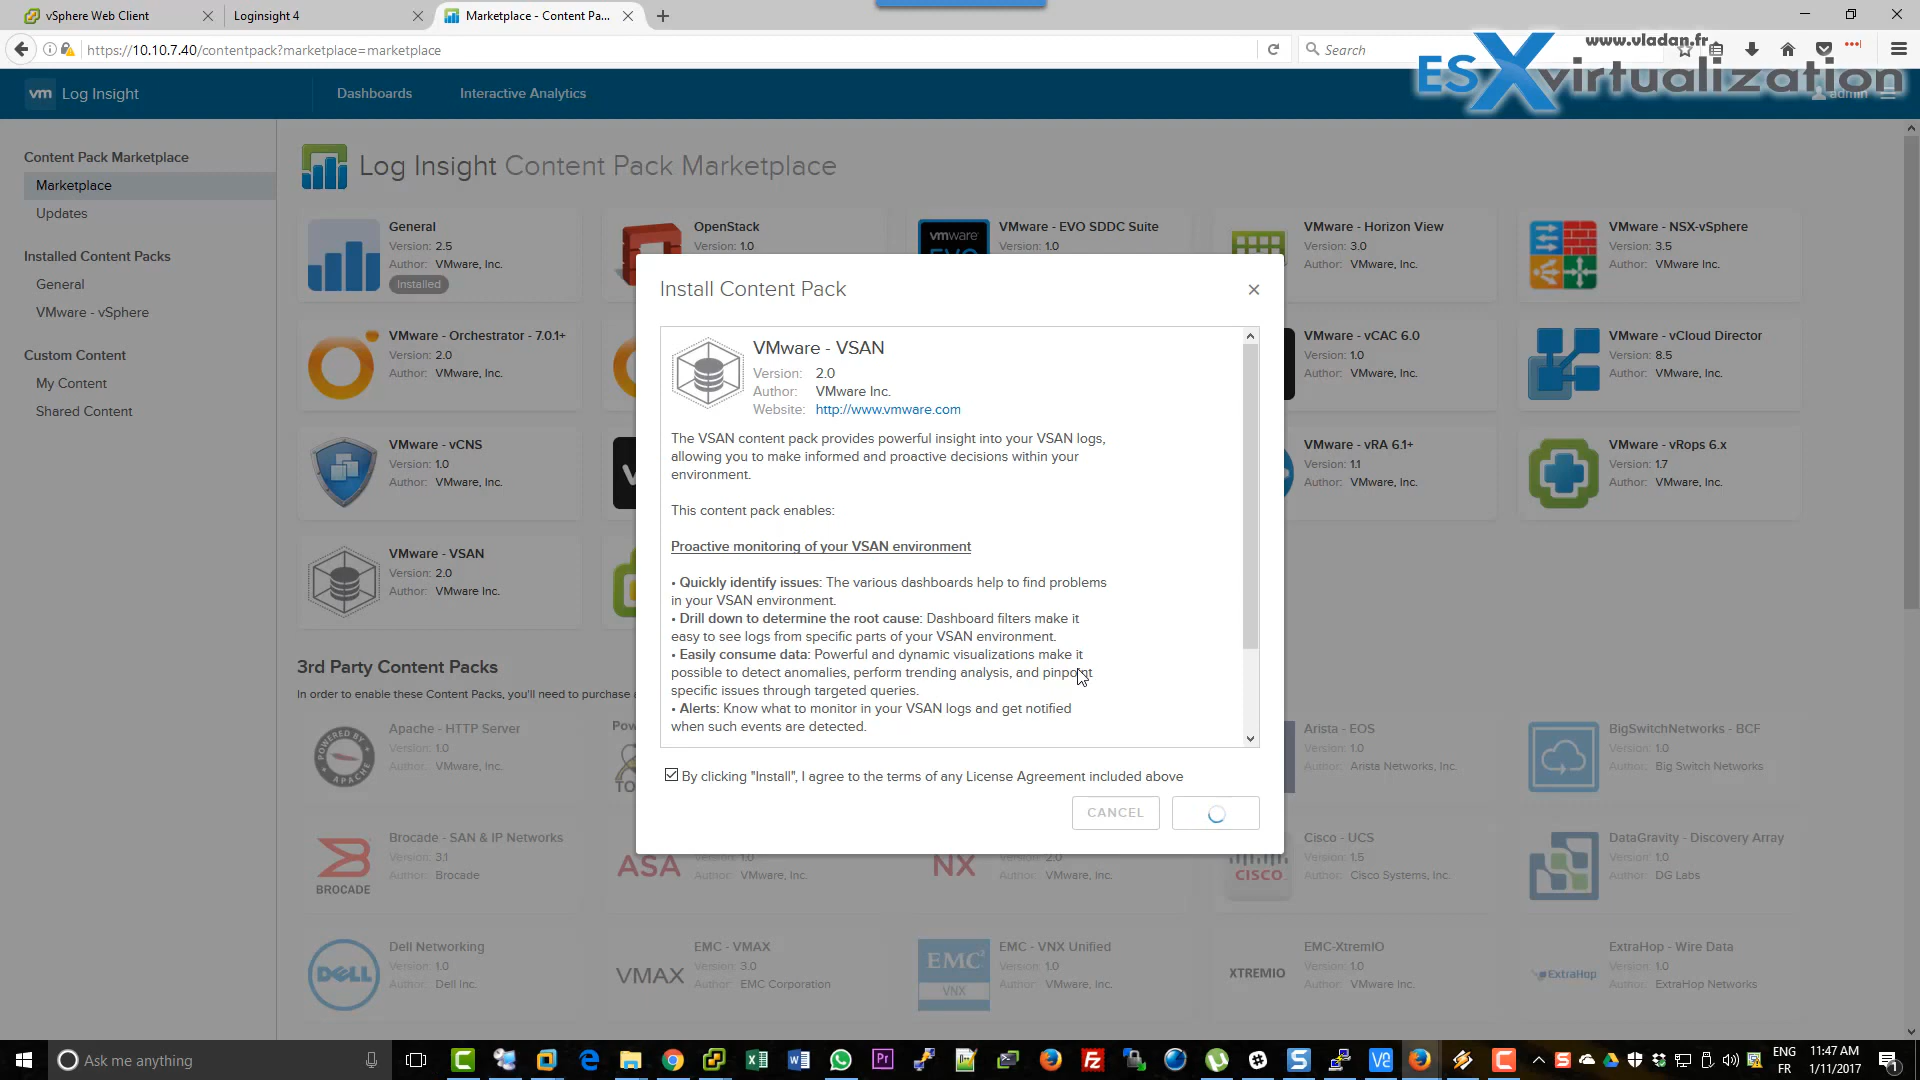 vSphere Web Client
Loginsight 4
Marketplace - Content Pa...
https://10.10.7.40/contentpack?marketplace=marketplace
Search
www.vladan.fr
ESXvirtualization
vm Log Insight
Dashboards
Interactive Analytics
admin
Content Pack Marketplace
Marketplace
Updates
Installed Content Packs
General
VMware - vSphere
Custom Content
My Content
Shared Content
Log Insight Content Pack Marketplace
General
Version: 2.5
Author: VMware, Inc.
Installed
OpenStack
Version: 1.0
vmware
EVO
VMware - EVO SDDC Suite
Version: 1.0
VMware - Horizon View
Version: 3.0
Author: VMware, Inc.
VMware - NSX-vSphere
Version: 3.5
Author: VMware Inc.
VMware - Orchestrator - 7.0.1+
Version: 2.0
Author: VMware, Inc.
VMware - vCAC 6.0
Version: 1.0
Author: VMware, Inc.
VMware - vCloud Director
Version: 8.5
Author: VMware, Inc.
VMware - vCNS
Version: 1.0
Author: VMware, Inc.
VMware - vRA 6.1+
Version: 1.1
Author: VMware, Inc.
VMware - vRops 6.x
Version: 1.7
Author: VMware, Inc.
VMware - VSAN
Version: 2.0
Author: VMware Inc.
3rd Party Content Packs
In order to enable these Content Packs, you'll need to purchase
Install Content Pack
VMware - VSAN
Version: 2.0
Author: VMware Inc.
Website: http://www.vmware.com
The VSAN content pack provides powerful insight into your VSAN logs,
allowing you to make informed and proactive decisions within your
environment.
This content pack enables:
Proactive monitoring of your VSAN environment
• Quickly identify issues: The various dashboards help to find problems
in your VSAN environment.
• Drill down to determine the root cause: Dashboard filters make it
easy to see logs from specific parts of your VSAN environment.
• Easily consume data: Powerful and dynamic visualizations make it
possible to detect anomalies, perform trending analysis, and pinpoint
specific issues through targeted queries.
• Alerts: Know what to monitor in your VSAN logs and get notified
when such events are detected.
By clicking "Install", I agree to the terms of any License Agreement included above
CANCEL
POWERED BY
APACHE
Apache - HTTP Server
Version: 1.0
Author: VMware, Inc.
Arista - EOS
Version: 1.0
Author: Arista Networks, Inc.
BigSwitchNetworks - BCF
Version: 1.0
Author: Big Switch Networks
BROCADE
Brocade - SAN & IP Networks
Version: 3.1
Author: Brocade
ASA
Version: 1.0
Author: VMware, Inc.
NX
Version: 2.0
Author: VMware, Inc.
CISCO
Cisco - UCS
Version: 1.5
Author: Cisco Systems, Inc.
DataGravity - Discovery Array
Version: 1.0
Author: DG Labs
DELL
Dell Networking
Version: 1.0
Author: Dell Inc.
VMAX
EMC - VMAX
Version: 3.0
Author: EMC Corporation
EMC²
VNX
EMC - VNX Unified
Version: 1.0
Author: VMware, Inc.
XTREMIO
EMC-XtremIO
Version: 1.0
Author: VMware Inc.
ExtraHop
ExtraHop - Wire Data
Version: 1.0
Author: ExtraHop Networks
Ask me anything
ENG
FR
11:47 AM
1/11/2017
1